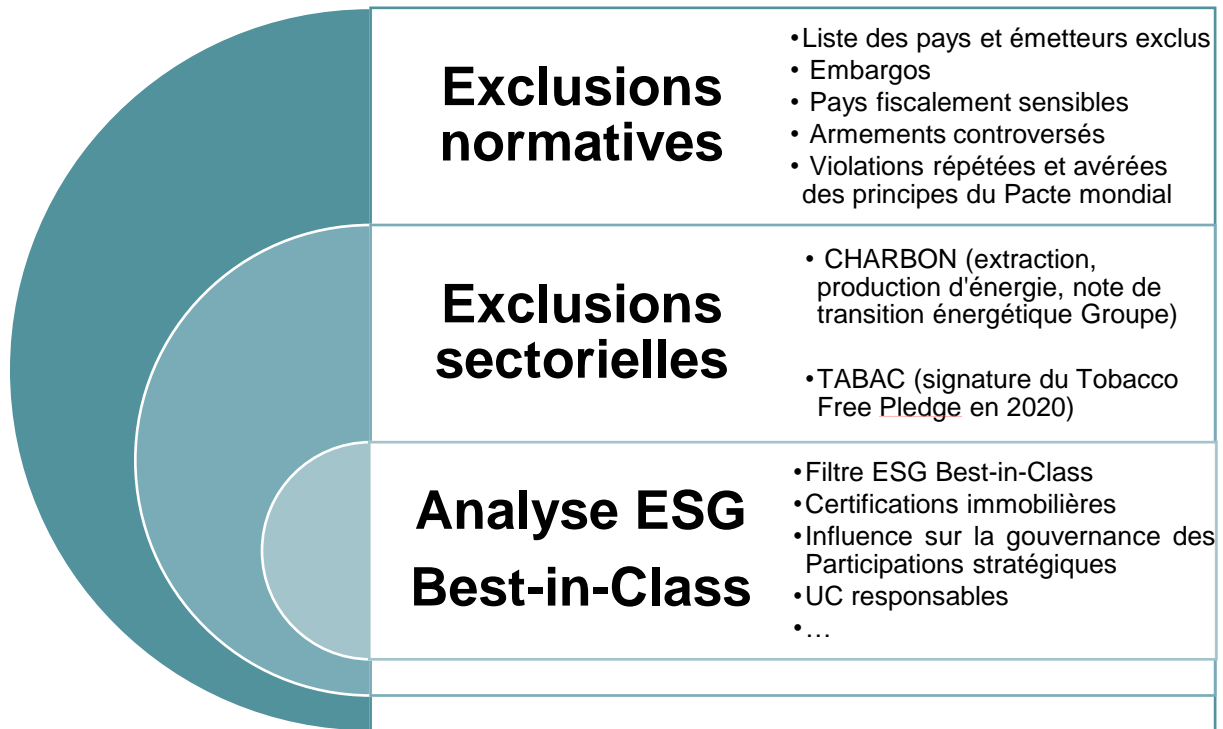 Exclusions
normatives
•Liste des pays et émetteurs exclus
• Embargos
• Pays fiscalement sensibles
• Armements controversés
• Violations répétées et avérées
des principes du Pacte mondial
Exclusions
sectorielles
• CHARBON (extraction,
production d'énergie, note de
transition énergétique Groupe)
•TABAC (signature du Tobacco
Free Pledge en 2020)
Analyse ESG
Best-in-Class
•Filtre ESG Best-in-Class
•Certifications immobilières
•Influence sur la gouvernance des
Participations stratégiques
•UC responsables
•…